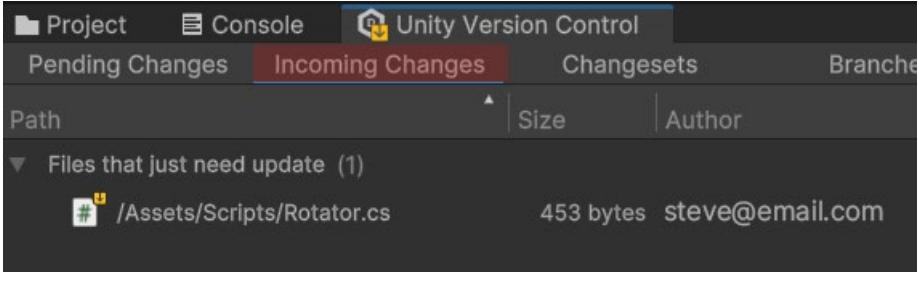 Project Console Unity Version Control
Pending Changes Incoming Changes Changesets Branche
Path Size Author
Files that just need update (1)
# /Assets/Scripts/Rotator.cs 453 bytes steve@email.com